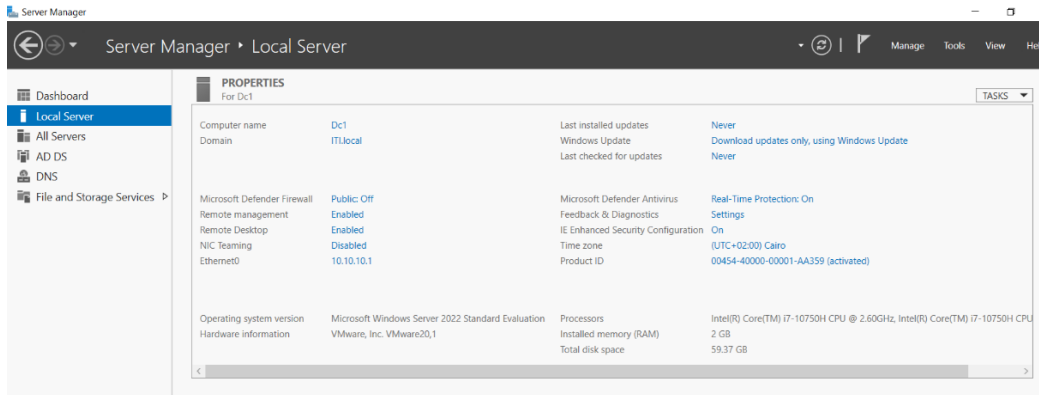 Server Manager
Server Manager ‣ Local Server
Manage Tools View
Dashboard
Local Server
All Servers
AD DS
DNS
File and Storage Services
PROPERTIES
For Dc1
TASKS
Computer name Dc1 Last installed updates Never
Domain ITI.local Windows Update Download updates only, using Windows Update
Last checked for updates Never
Microsoft Defender Firewall Public: Off Microsoft Defender Antivirus Real-Time Protection: On
Remote management Enabled Feedback & Diagnostics Settings
Remote Desktop Enabled IE Enhanced Security Configuration On
NIC Teaming Disabled Time zone (UTC+02:00) Cairo
Ethernet0 10.10.10.1 Product ID 00454-40000-00001-AA359 (activated)
Operating system version Microsoft Windows Server 2022 Standard Evaluation Processors Intel(R) Core(TM) i7-10750H CPU @ 2.60GHz, Intel(R) Core(TM) i7-10750H CPU
Hardware information VMware, Inc. VMware20,1 Installed memory (RAM) 2 GB
Total disk space 59.37 GB